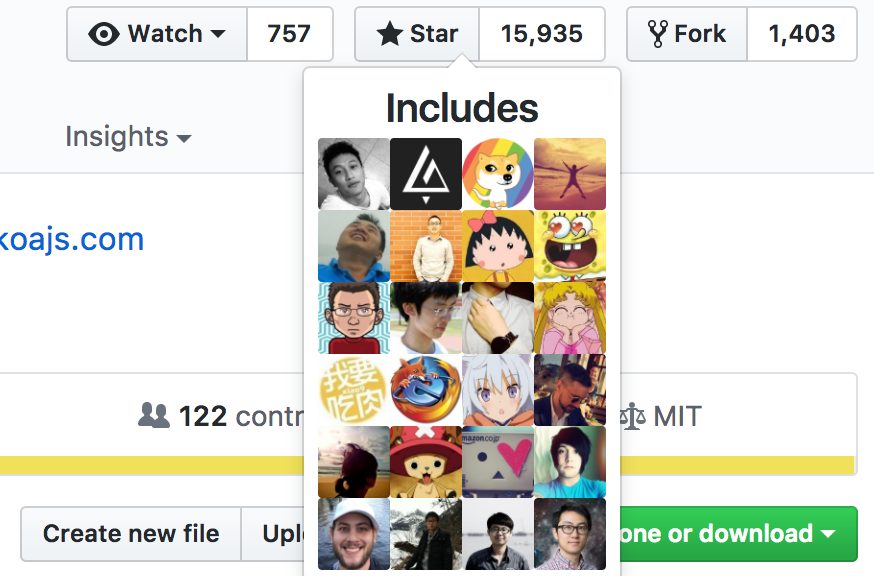 Watch 757 Star 15,935 Fork 1,403
Includes
Insights
koajs.com
我要
吃肉
amazon.co.jp
122 contr
MIT
Create new file Uplo
one or download